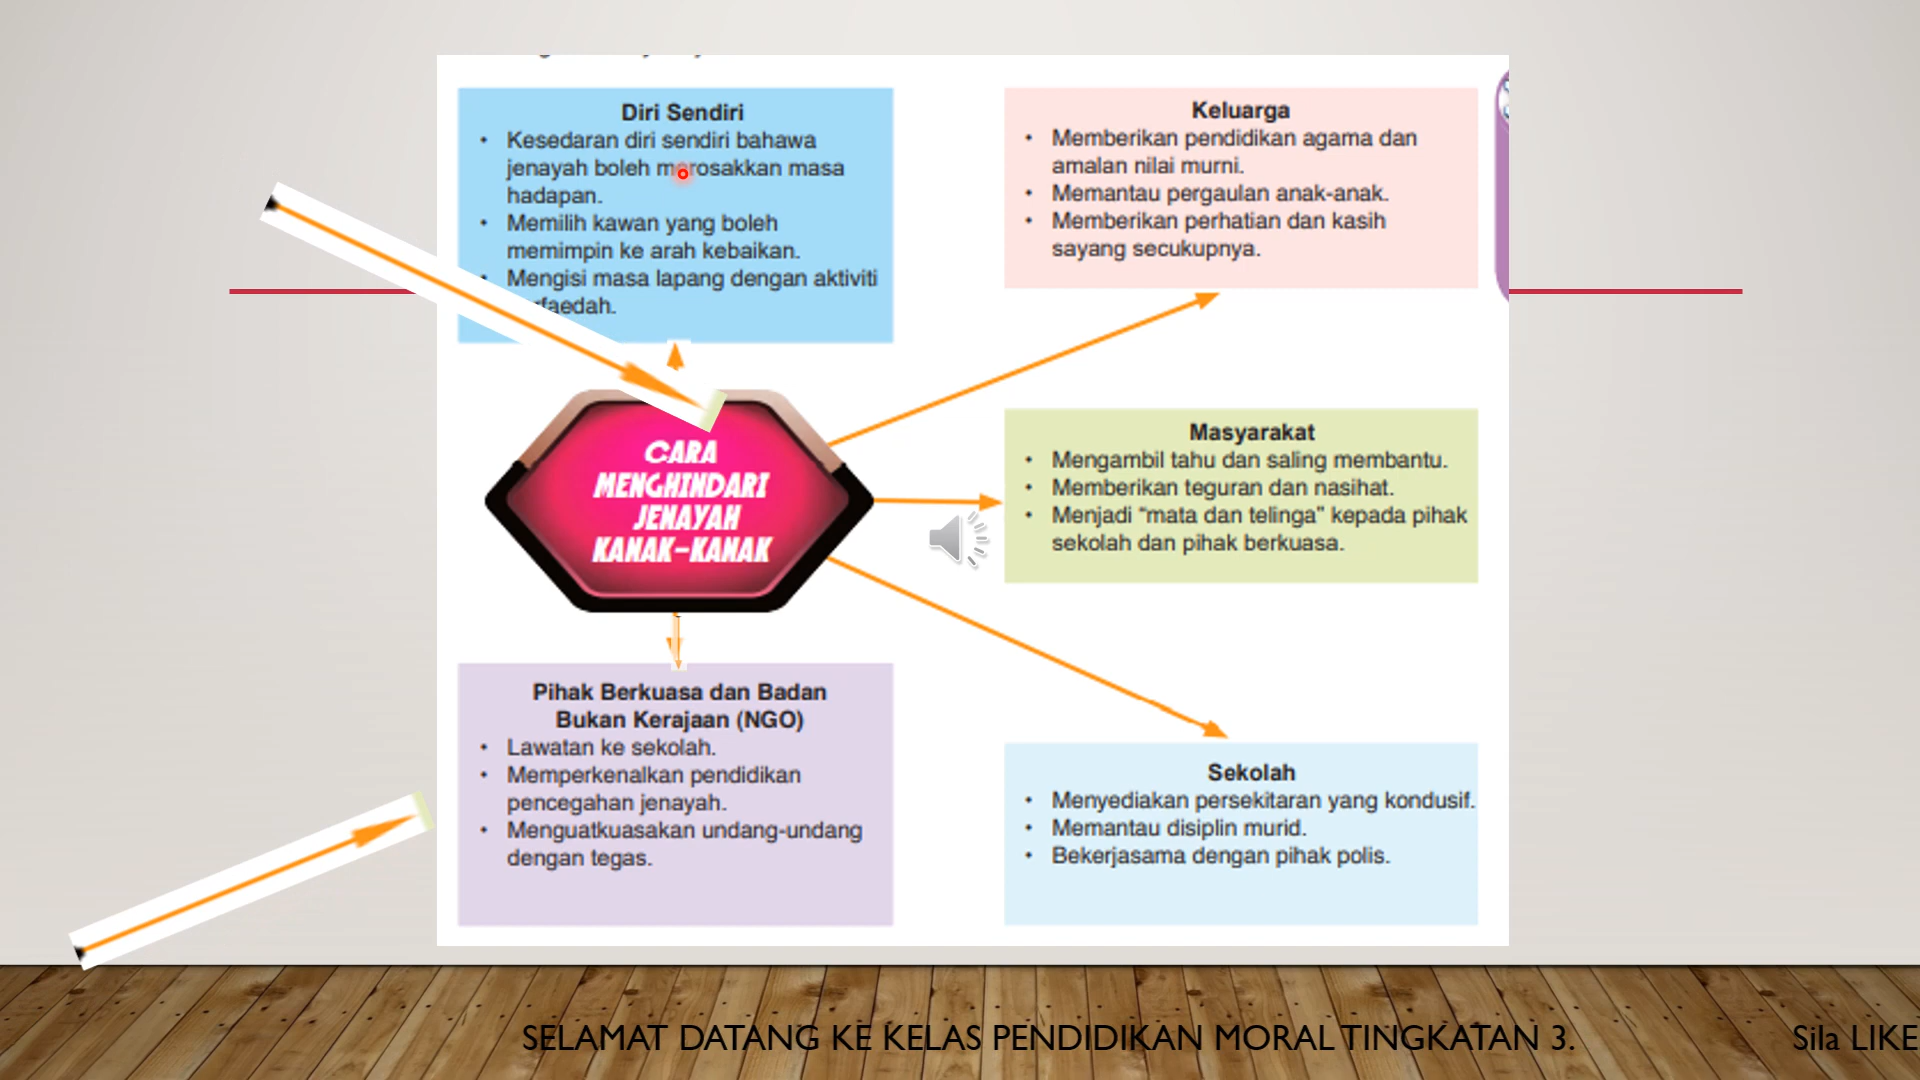 Diri Sendiri
• Kesedaran diri sendiri bahawa
jenayah boleh merosakkan masa
hadapan.
• Memilih kawan yang boleh
memimpin ke arah kebaikan.
• Mengisi masa lapang dengan aktiviti
faedah.
Keluarga
• Memberikan pendidikan agama dan
amalan nilai murni.
• Memantau pergaulan anak-anak.
• Memberikan perhatian dan kasih
sayang secukupnya.
CARA
MENGHINDARI
JENAYAH
KANAK-KANAK
Masyarakat
• Mengambil tahu dan saling membantu.
• Memberikan teguran dan nasihat.
• Menjadi “mata dan telinga” kepada pihak
sekolah dan pihak berkuasa.
Pihak Berkuasa dan Badan
Bukan Kerajaan (NGO)
• Lawatan ke sekolah.
• Memperkenalkan pendidikan
pencegahan jenayah.
• Menguatkuasakan undang-undang
dengan tegas.
Sekolah
• Menyediakan persekitaran yang kondusif.
• Memantau disiplin murid.
• Bekerjasama dengan pihak polis.
SELAMAT DATANG KE KELAS PENDIDIKAN MORAL TINGKATAN 3. Sila LIKE